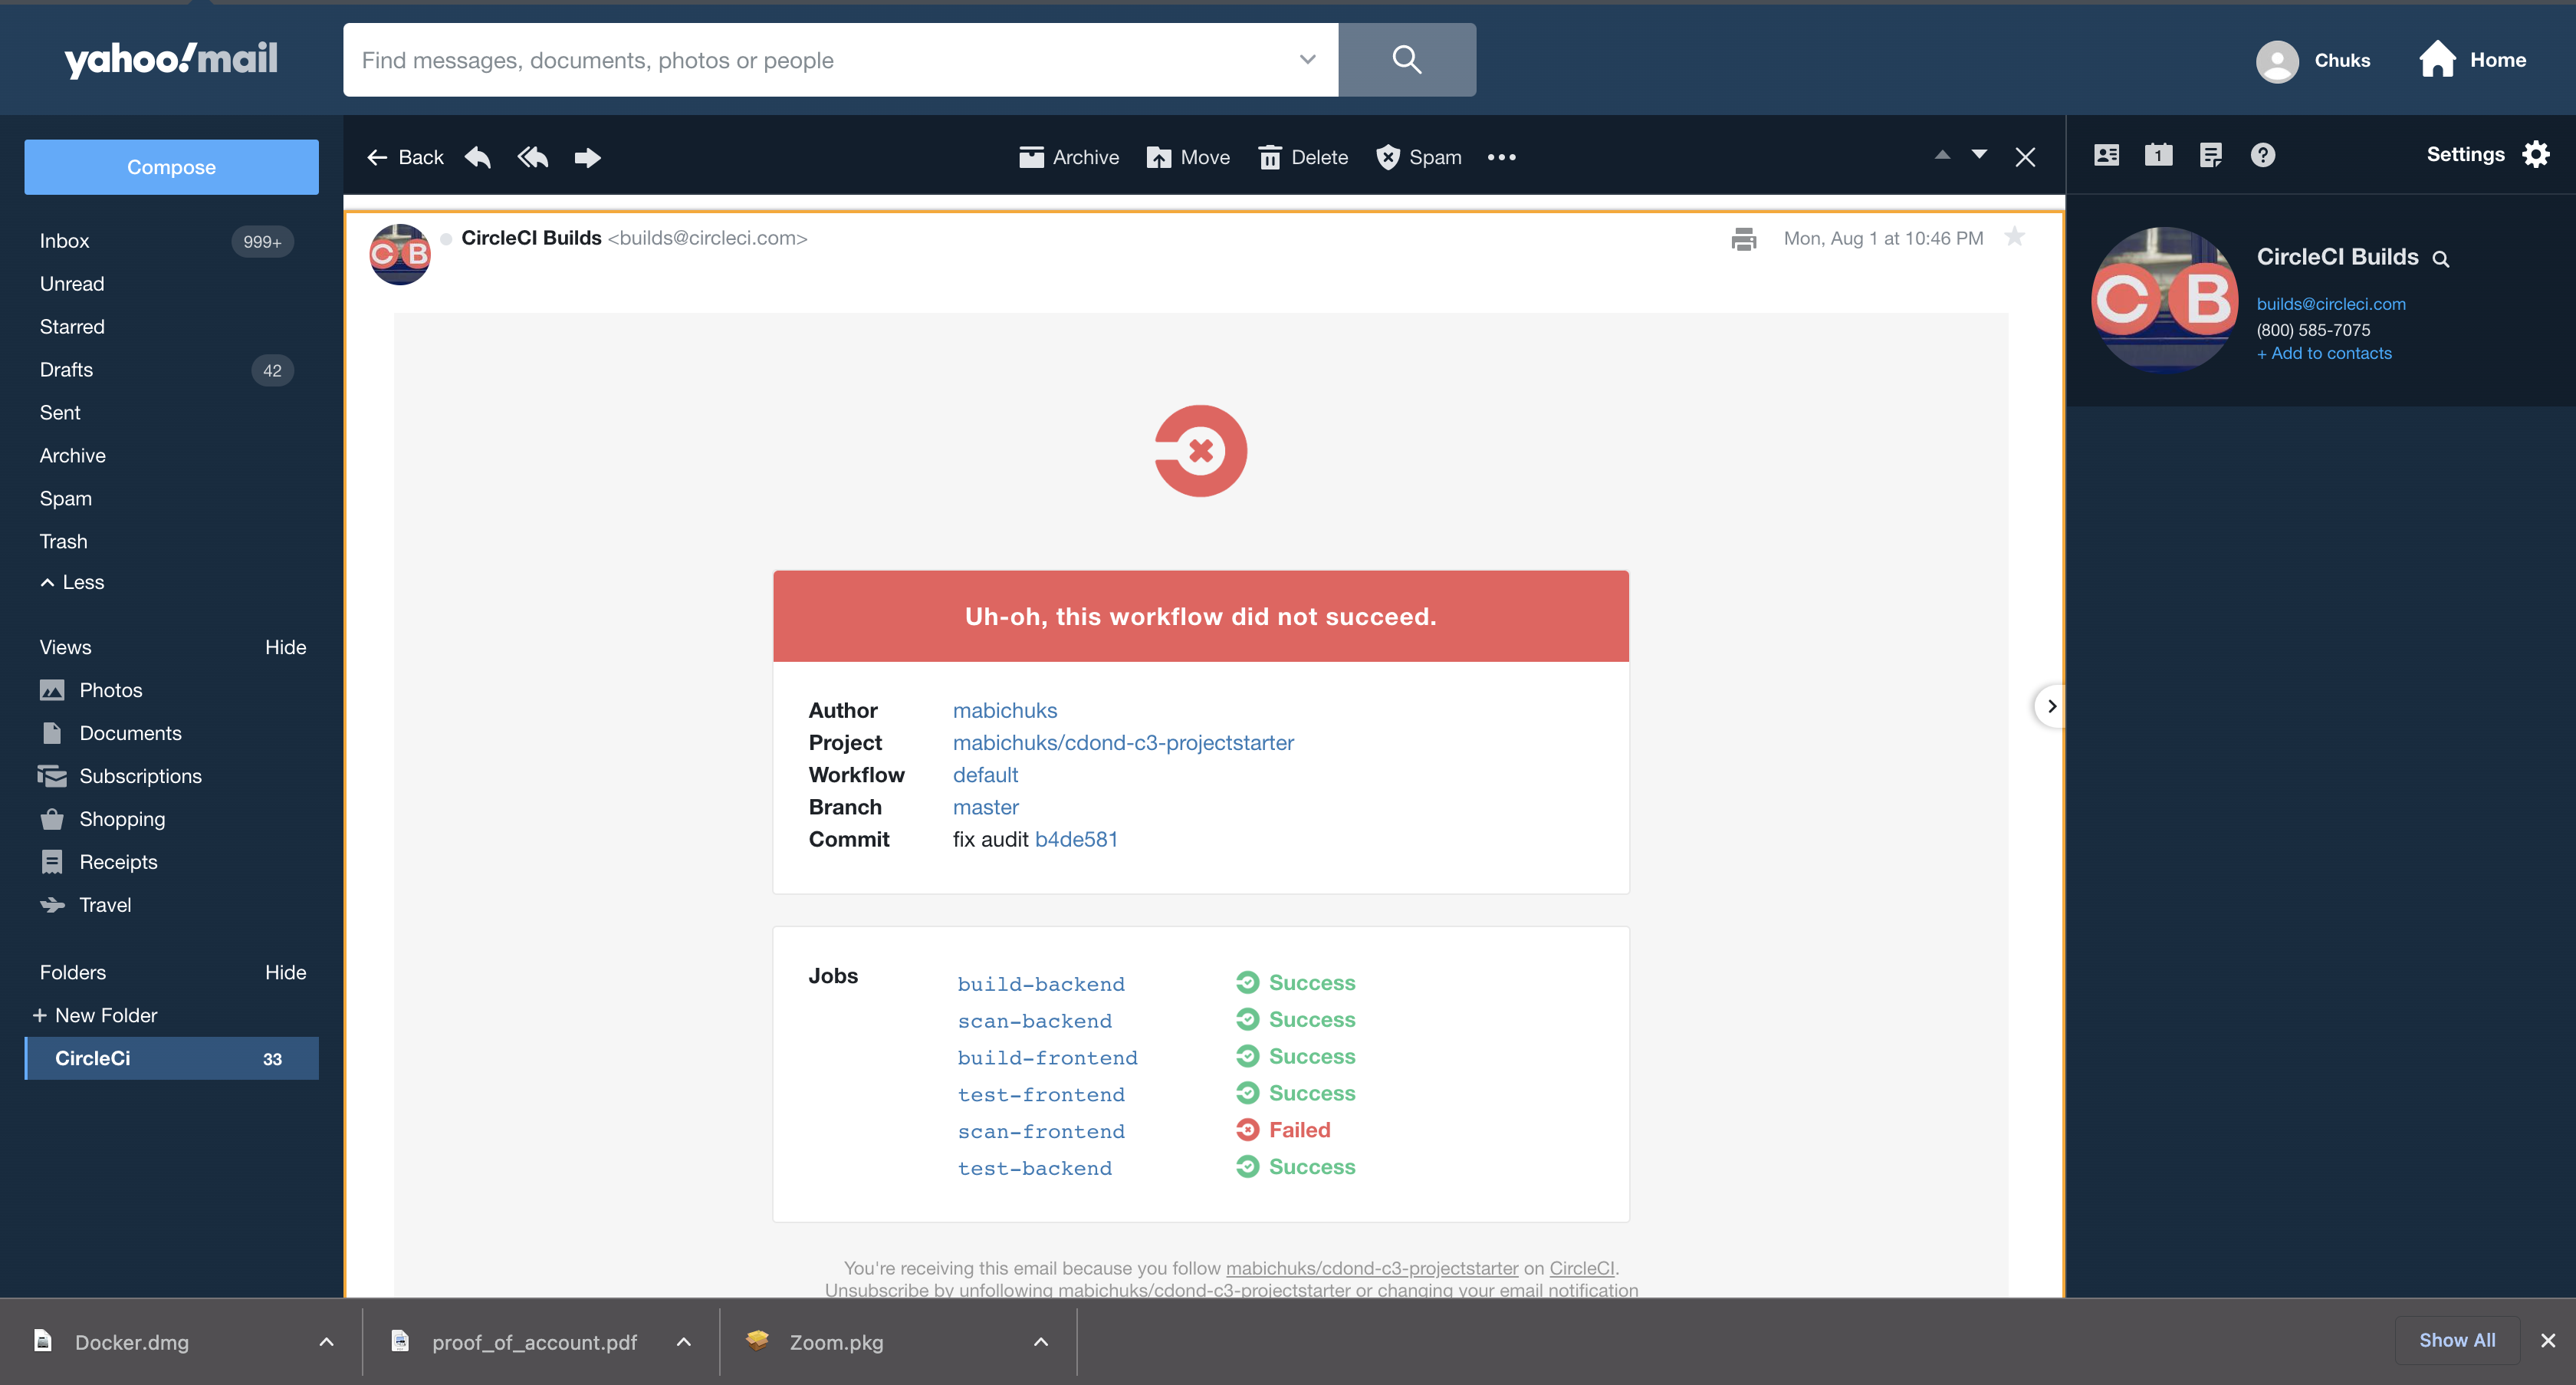 yahoo!mail
Find messages, documents, photos or people
Chuks
Home
Compose
Back
Archive
Move
Delete
Spam
1
Settings
Inbox 999+
Unread
Starred
Drafts 42
Sent
Archive
Spam
Trash
Less
Views Hide
Photos
Documents
Subscriptions
Shopping
Receipts
Travel
Folders Hide
+ New Folder
CircleCi 33
C B
CircleCI Builds <builds@circleci.com>
Mon, Aug 1 at 10:46 PM
Uh-oh, this workflow did not succeed.
Author mabichuks
Project mabichuks/cdond-c3-projectstarter
Workflow default
Branch master
Commit fix audit b4de581
Jobs
build-backend Success
scan-backend Success
build-frontend Success
test-frontend Success
scan-frontend Failed
test-backend Success
You're receiving this email because you follow mabichuks/cdond-c3-projectstarter on CircleCI.
Unsubscribe by unfollowing mabichuks/cdond-c3-projectstarter or changing your email notification
C B
CircleCI Builds
builds@circleci.com
(800) 585-7075
+ Add to contacts
Docker.dmg
proof_of_account.pdf
Zoom.pkg
Show All